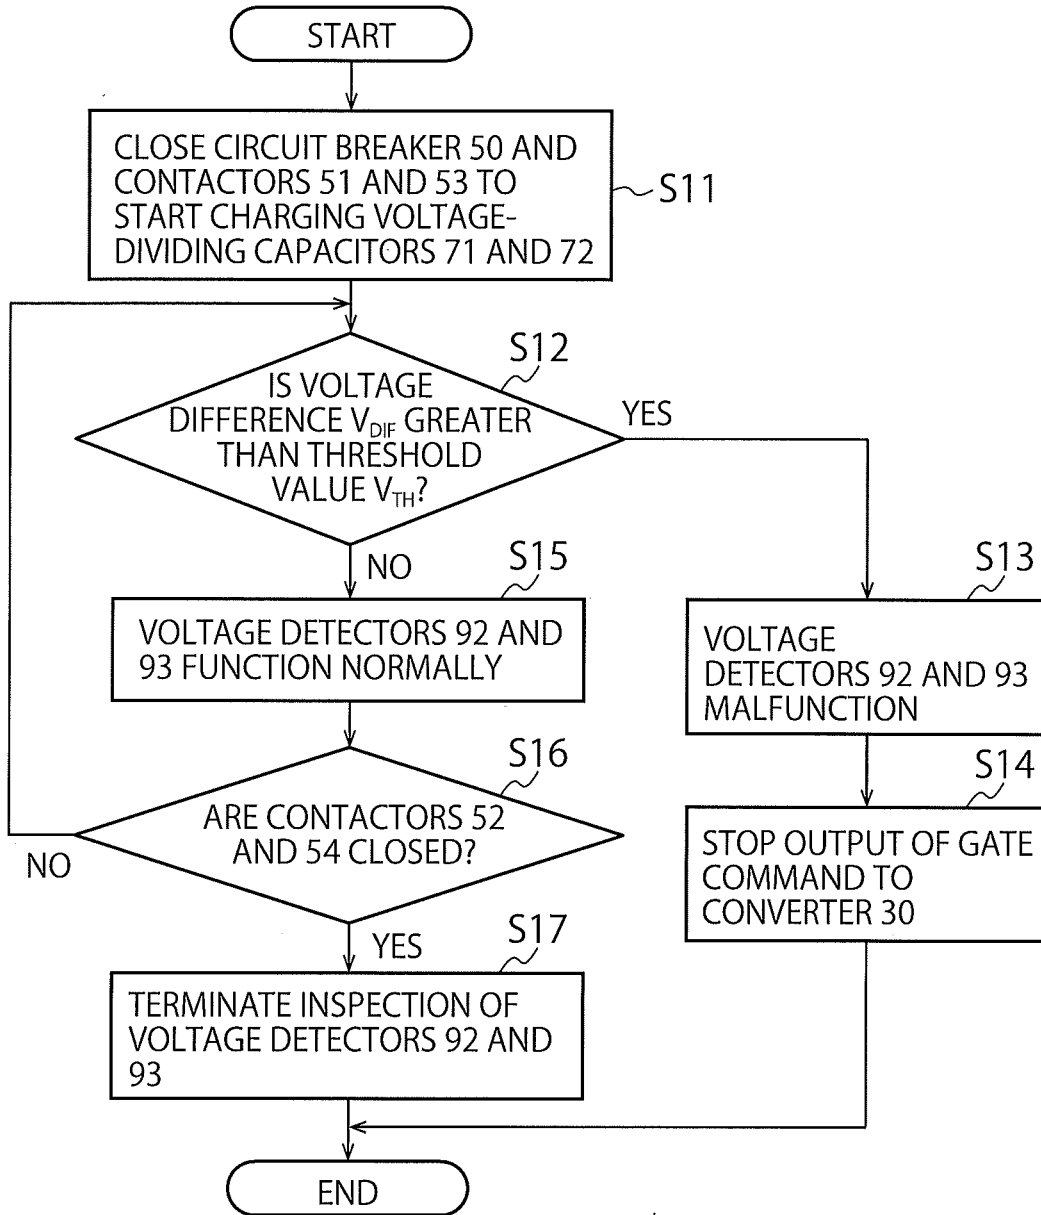 START
CLOSE CIRCUIT BREAKER 50 AND
CONTACTORS 51 AND 53 TO
START CHARGING VOLTAGE-
DIVIDING CAPACITORS 71 AND 72
S11
S12
IS VOLTAGE
DIFFERENCE V_DIF GREATER
THAN THRESHOLD
VALUE V_TH?
YES
NO
S15
VOLTAGE DETECTORS 92 AND
93 FUNCTION NORMALLY
S13
VOLTAGE
DETECTORS 92 AND 93
MALFUNCTION
S16
ARE CONTACTORS 52
AND 54 CLOSED?
NO
YES
S14
STOP OUTPUT OF GATE
COMMAND TO
CONVERTER 30
S17
TERMINATE INSPECTION OF
VOLTAGE DETECTORS 92 AND
93
END